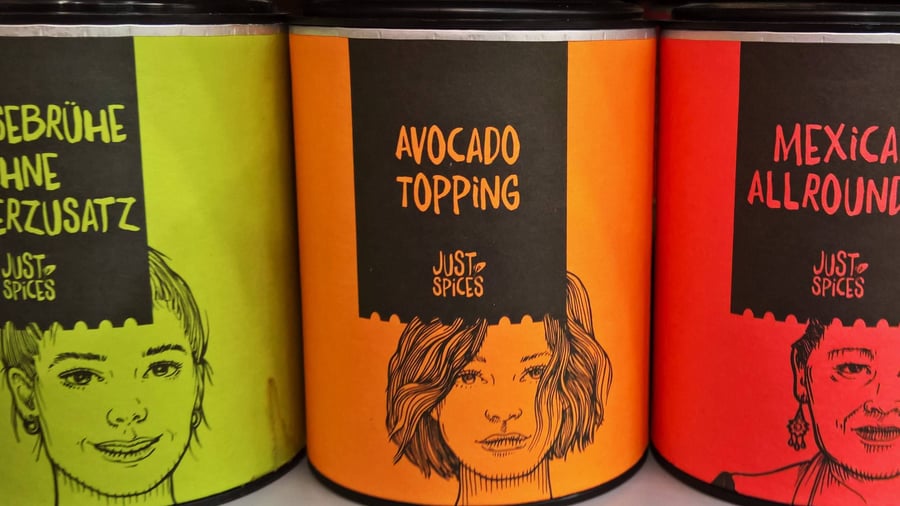 SEBRÜHE
HNE
ERZUSATZ
JUST
SPiCES
AVOCADO
TOPPiNG
JUST
SPiCES
MEXiCA
ALLROUND
JUST
SPiCES